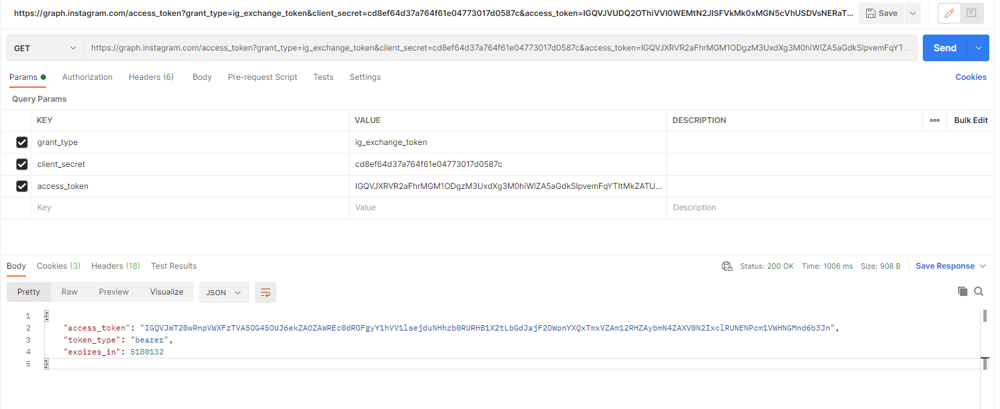 https://graph.instagram.com/access_token?grant_type=ig_exchange_token&client_secret=cd8ef64d37a764f61e04773017d0587c&access_token=IGQVJVUDQ2OThiVVI0WEMtN2JISFVkMk0xMGN5cVhUSDVsNERaT... Save
GET https://graph.instagram.com/access_token?grant_type=ig_exchange_token&client_secret=cd8ef64d37a764f61e04773017d0587c&access_token=IGQVJXRVR2aFhrMGM1ODgzM3UxdXg3M0hiWlZA5aGdkSlpvemFqYT... Send
Params Authorization Headers (6) Body Pre-request Script Tests Settings Cookies
Query Params
KEY VALUE DESCRIPTION ooo Bulk Edit
grant_type ig_exchange_token
client_secret cd8ef64d37a764f61e04773017d0587c
access_token IGQVJXRVR2aFhrMGM1ODgzM3UxdXg3M0hiWlZA5aGdkSlpvemFqYTItMkZATU...
Key Value Description
Body Cookies (3) Headers (18) Test Results Status: 200 OK Time: 1006 ms Size: 908 B Save Response
Pretty Raw Preview Visualize JSON
1 {
2 "access_token": "IGQVJWT20wRnpVWXFzTVA5OG45OUJ6ekZAOZAWREc0dROFgyY1hVV1lsejduNHhzb0RURHB1X2tLbGdJajF2OWpnYXQxTmxVZAm12RHZAybmN4ZAXV0N2IxclRUNENPcm1VWHNGMnd6b3Jn",
3 "token_type": "bearer",
4 "expires_in": 5180132
5 }